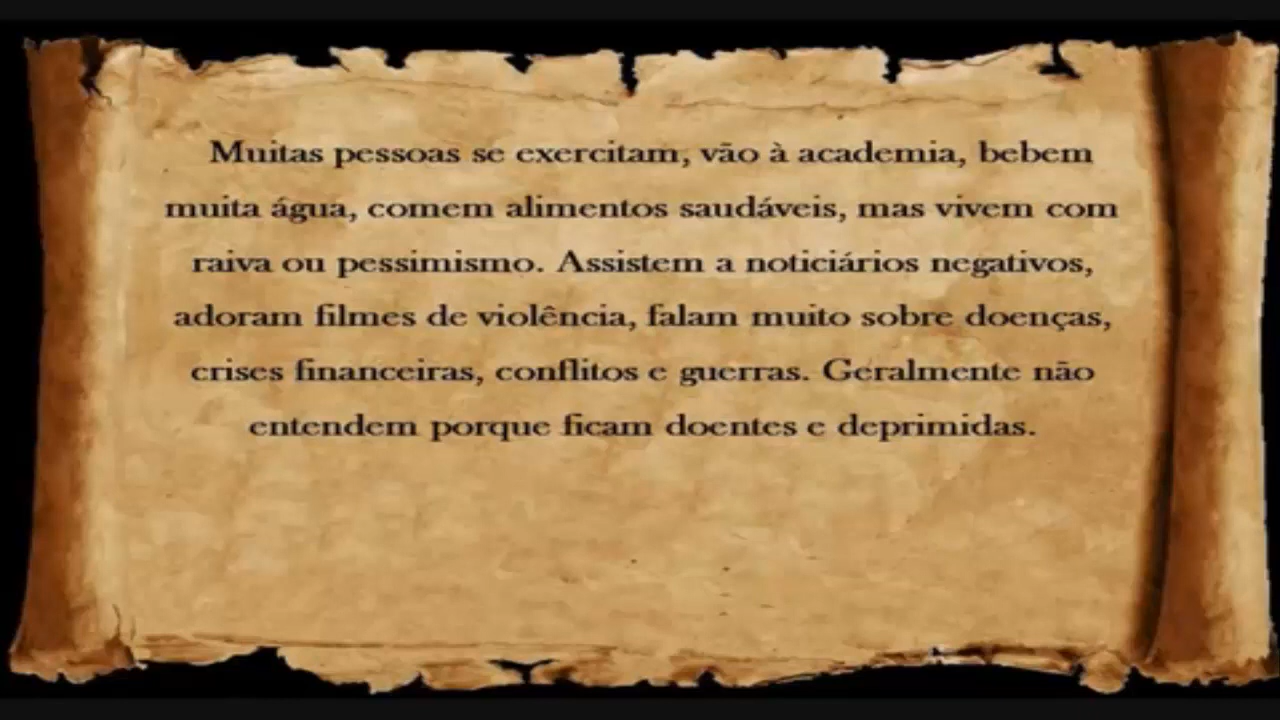 Muitas pessoas se exercitam, vão à academia, bebem
muita água, comem alimentos saudáveis, mas vivem com
raiva ou pessimismo. Assistem a noticiários negativos,
adoram filmes de violência, falam muito sobre doenças,
crises financeiras, conflitos e guerras. Geralmente não
entendem porque ficam doentes e deprimidas.